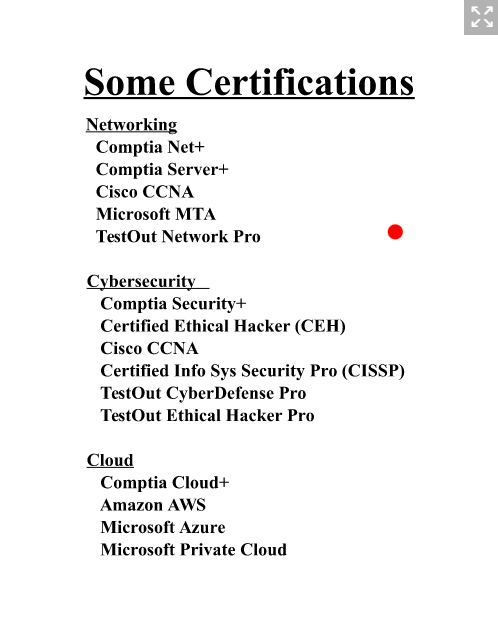 Some Certifications
Networking
Comptia Net+
Comptia Server+
Cisco CCNA
Microsoft MTA
TestOut Network Pro
Cybersecurity
Comptia Security+
Certified Ethical Hacker (CEH)
Cisco CCNA
Certified Info Sys Security Pro (CISSP)
TestOut CyberDefense Pro
TestOut Ethical Hacker Pro
Cloud
Comptia Cloud+
Amazon AWS
Microsoft Azure
Microsoft Private Cloud